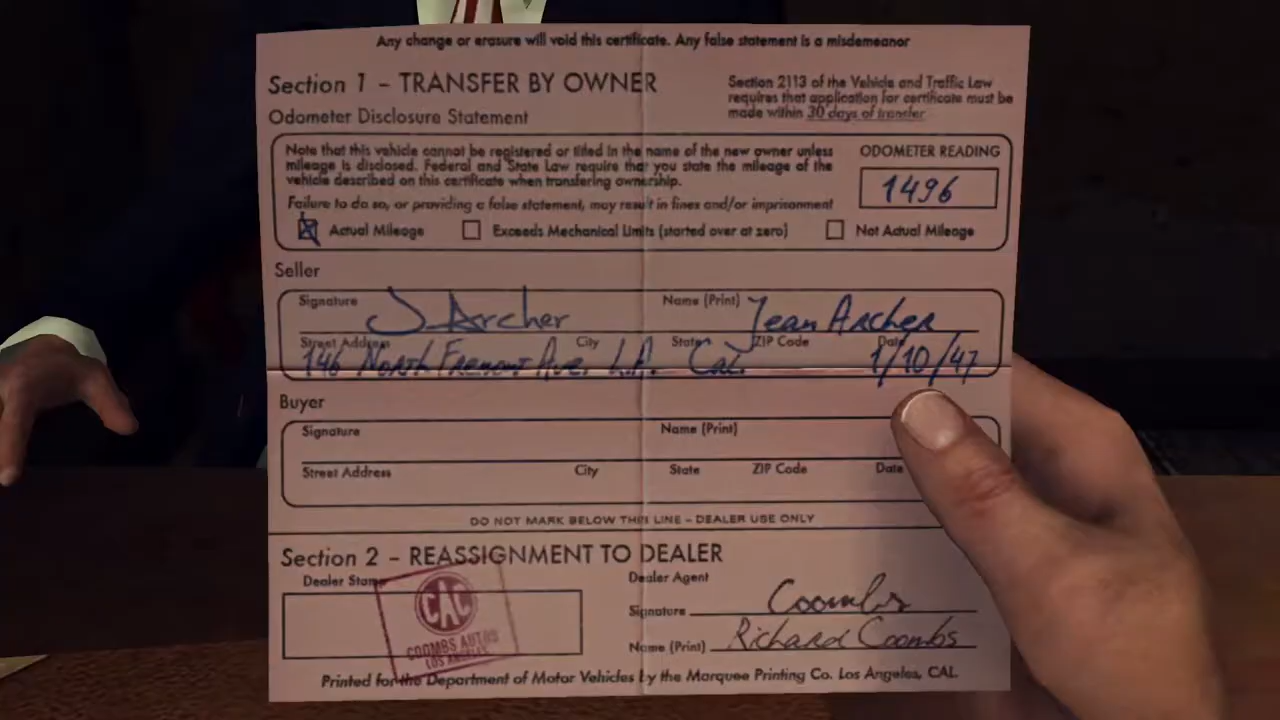 Any change or erasure will void this certificate. Any false statement is a misdemeanor
Section 1 - TRANSFER BY OWNER
Section 2113 of the Vehicle and Traffic Law
requires that application for certificate must be
made within 30 days of transfer
Odometer Disclosure Statement
Note that this vehicle cannot be registered or titled in the name of the new owner unless
mileage is disclosed. Federal and State Law require that you state the mileage of the
vehicle described on this certificate when transfering ownership.
Failure to do so, or providing a false statement, may result in fines and/or imprisonment
ODOMETER READING
1496
Actual Mileage Exceeds Mechanical Limits (started over at zero) Not Actual Mileage
Seller
Signature J Archer Name (Print) Jean Archer
Street Address City State ZIP Code Date
146 North Fremont Ave. L.A. Cal. 1/10/47
Buyer
Signature Name (Print)
Street Address City State ZIP Code Date
DO NOT MARK BELOW THIS LINE - DEALER USE ONLY
Section 2 - REASSIGNMENT TO DEALER
Dealer Stamp
CAC
COOMBS AUTOS
LOS ANGELES
Dealer Agent
Signature Coombs
Name (Print) Richard Coombs
Printed for the Department of Motor Vehicles by the Marquee Printing Co. Los Angeles, CAL.